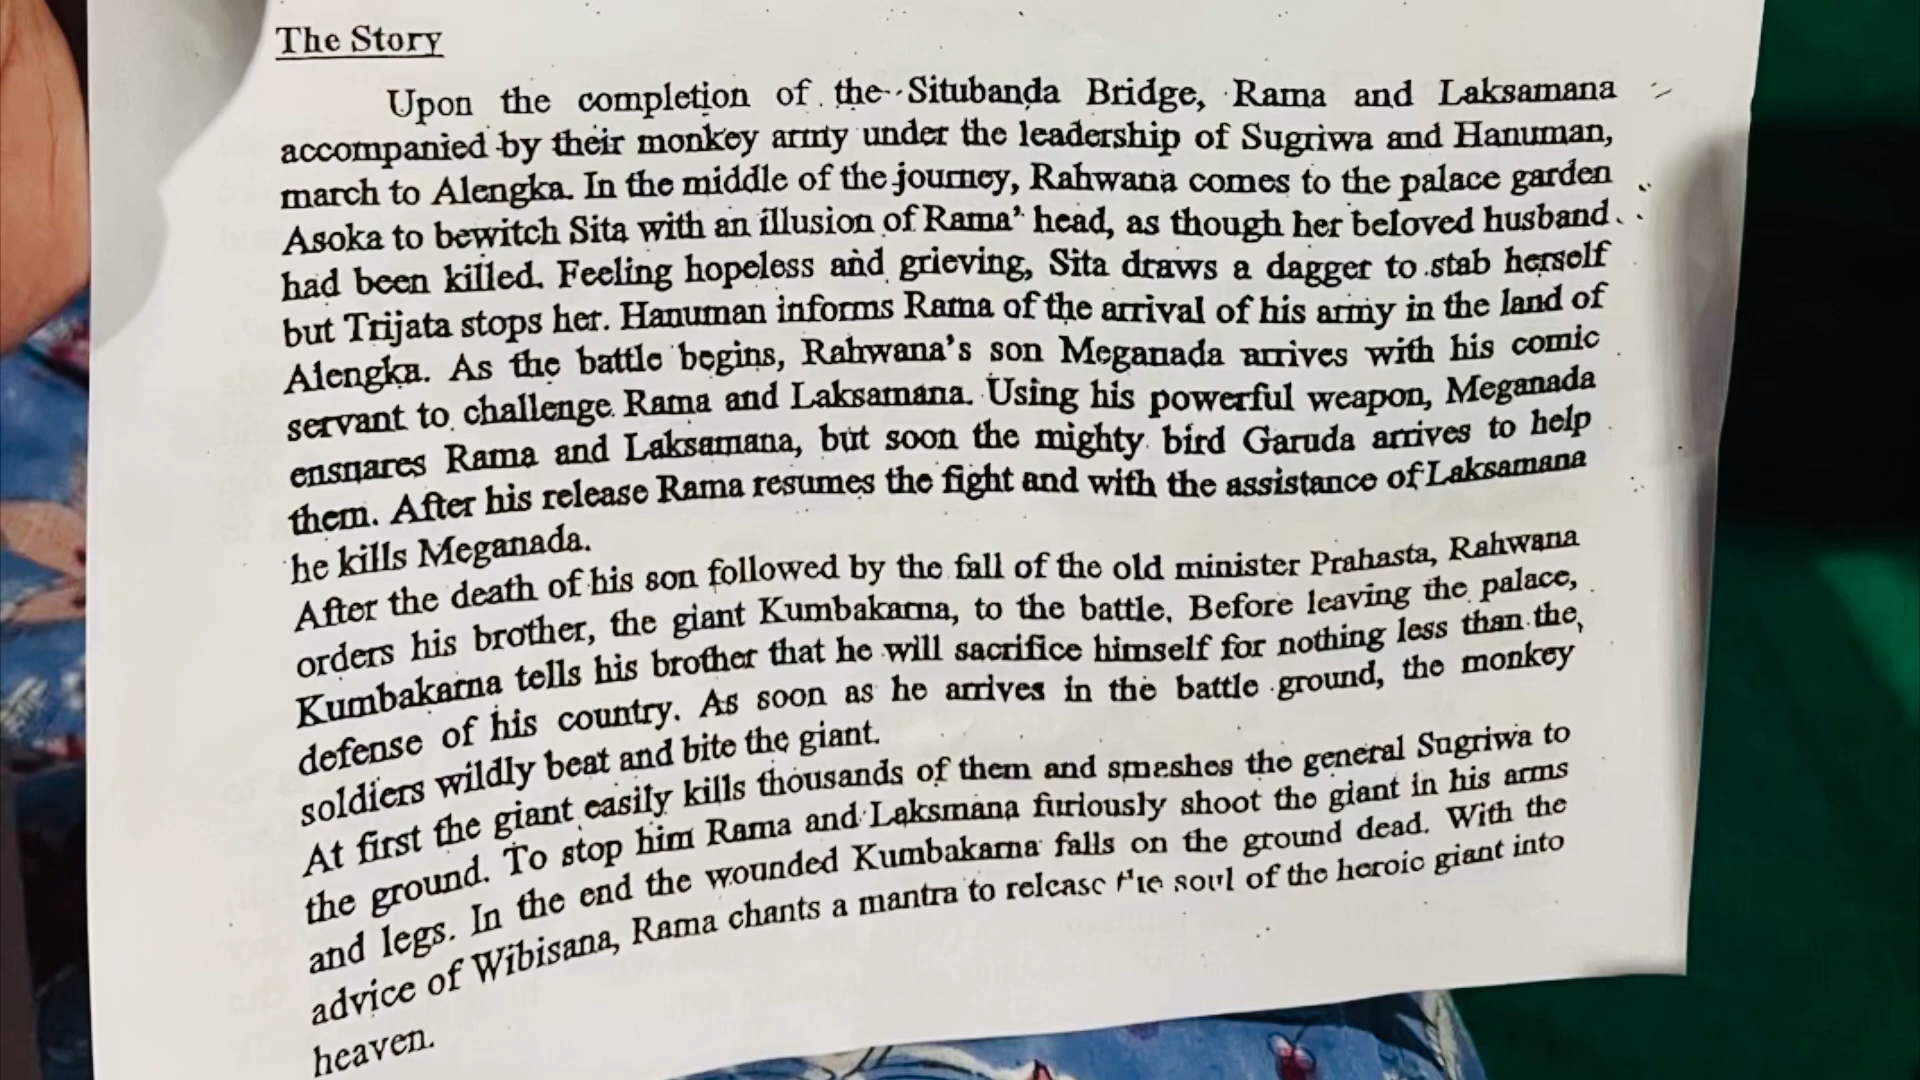 The Story
Upon the completion of the Situbanda Bridge, Rama and Laksamana
accompanied by their monkey army under the leadership of Sugriwa and Hanuman,
march to Alengka. In the middle of the journey, Rahwana comes to the palace garden
Asoka to bewitch Sita with an illusion of Rama' head, as though her beloved husband
had been killed. Feeling hopeless and grieving, Sita draws a dagger to stab herself
but Trijata stops her. Hanuman informs Rama of the arrival of his army in the land of
Alengka. As the battle begins, Rahwana's son Meganada arrives with his comic
servant to challenge Rama and Laksamana. Using his powerful weapon, Meganada
ensnares Rama and Laksamana, but soon the mighty bird Garuda arrives to help
them. After his release Rama resumes the fight and with the assistance of Laksamana
he kills Meganada.
After the death of his son followed by the fall of the old minister Prahasta, Rahwana
orders his brother, the giant Kumbakarna, to the battle. Before leaving the palace,
Kumbakarna tells his brother that he will sacrifice himself for nothing less than the
defense of his country. As soon as he arrives in the battle ground, the monkey
soldiers wildly beat and bite the giant.
At first the giant easily kills thousands of them and smashes the general Sugriwa to
the ground. To stop him Rama and Laksmana furiously shoot the giant in his arms
and legs. In the end the wounded Kumbakarna falls on the ground dead. With the
advice of Wibisana, Rama chants a mantra to release the soul of the heroic giant into
heaven.